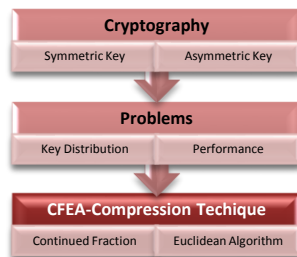 Cryptography
Symmetric Key Asymmetric Key
Problems
Key Distribution Performance
CFEA-Compression Techique
Continued Fraction Euclidean Algorithm